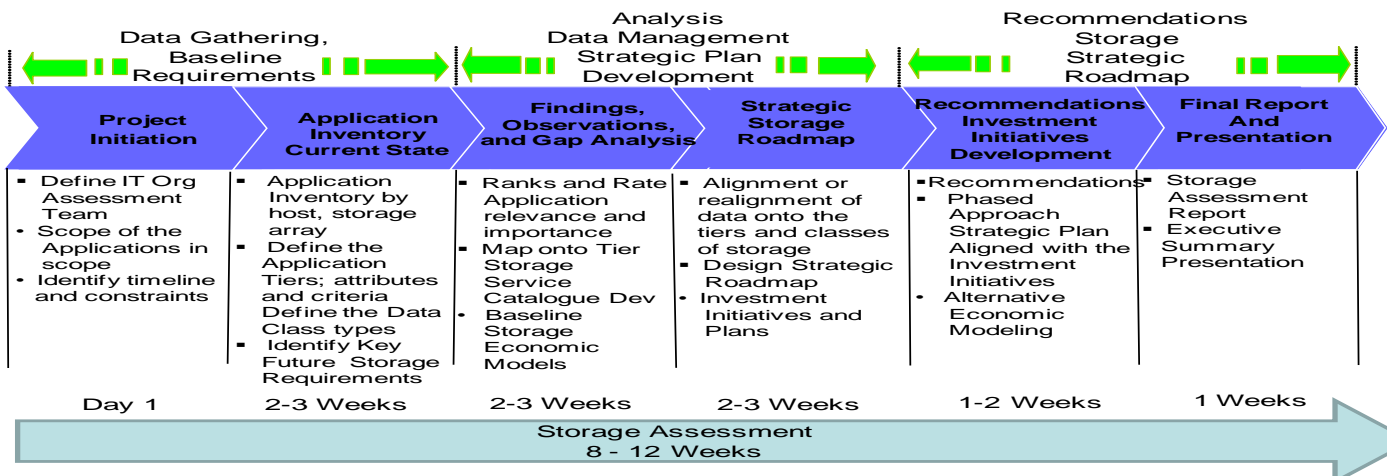 Data Gathering,
Baseline
Requirements
Analysis
Data Management
Strategic Plan
Development
Recommendations
Storage
Strategic
Roadmap
Project
Initiation
Application
Inventory
Current State
Findings,
Observations,
and Gap Analysis
Strategic
Storage
Roadmap
Recommendations
Investment
Initiatives
Development
Final Report
And
Presentation
▪ Define IT Org
Assessment
Team
• Scope of the
Applications in
scope
• Identify timeline
and constraints
▪ Application
Inventory by
host, storage
array
▪ Define the
Application
Tiers; attributes
and criteria
Define the Data
Class types
▪ Identify Key
Future Storage
Requirements
▪ Ranks and Rate
Application
relevance and
importance
▪ Map onto Tier
Storage
Service
Catalogue Dev
• Baseline
Storage
Economic
Models
▪ Alignment or
realignment of
data onto the
tiers and classes
of storage
▪ Design Strategic
Roadmap
• Investment
Initiatives and
Plans
▪Recommendations
▪ Phased
Approach
Strategic Plan
Aligned with the
Investment
Initiatives
• Alternative
Economic
Modeling
▪ Storage
Assessment
Report
▪ Executive
Summary
Presentation
Day 1
2-3 Weeks
2-3 Weeks
2-3 Weeks
1-2 Weeks
1 Weeks
Storage Assessment
8 - 12 Weeks